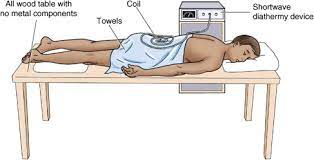 All wood table with
no metal components
Towels
Coil
Shortwave
diathermy device